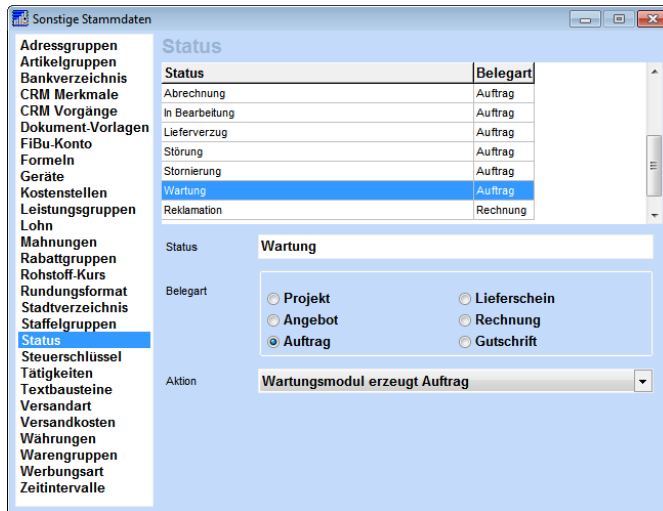 Sonstige Stammdaten
Adressgruppen
Artikelgruppen
Bankverzeichnis
CRM Merkmale
CRM Vorgänge
Dokument-Vorlagen
FiBu-Konto
Formeln
Geräte
Kostenstellen
Leistungsgruppen
Lohn
Mahnungen
Rabattgruppen
Rohstoff-Kurs
Rundungsformat
Stadtverzeichnis
Staffelgruppen
Status
Steuerschlüssel
Tätigkeiten
Textbausteine
Versandart
Versandkosten
Währungen
Warengruppen
Werbungsart
Zeitintervalle
Status
Status Belegart
Abrechnung Auftrag
In Bearbeitung Auftrag
Lieferverzug Auftrag
Störung Auftrag
Stornierung Auftrag
Wartung Auftrag
Reklamation Rechnung
Status Wartung
Belegart
Projekt Lieferschein
Angebot Rechnung
Auftrag Gutschrift
Aktion Wartungsmodul erzeugt Auftrag